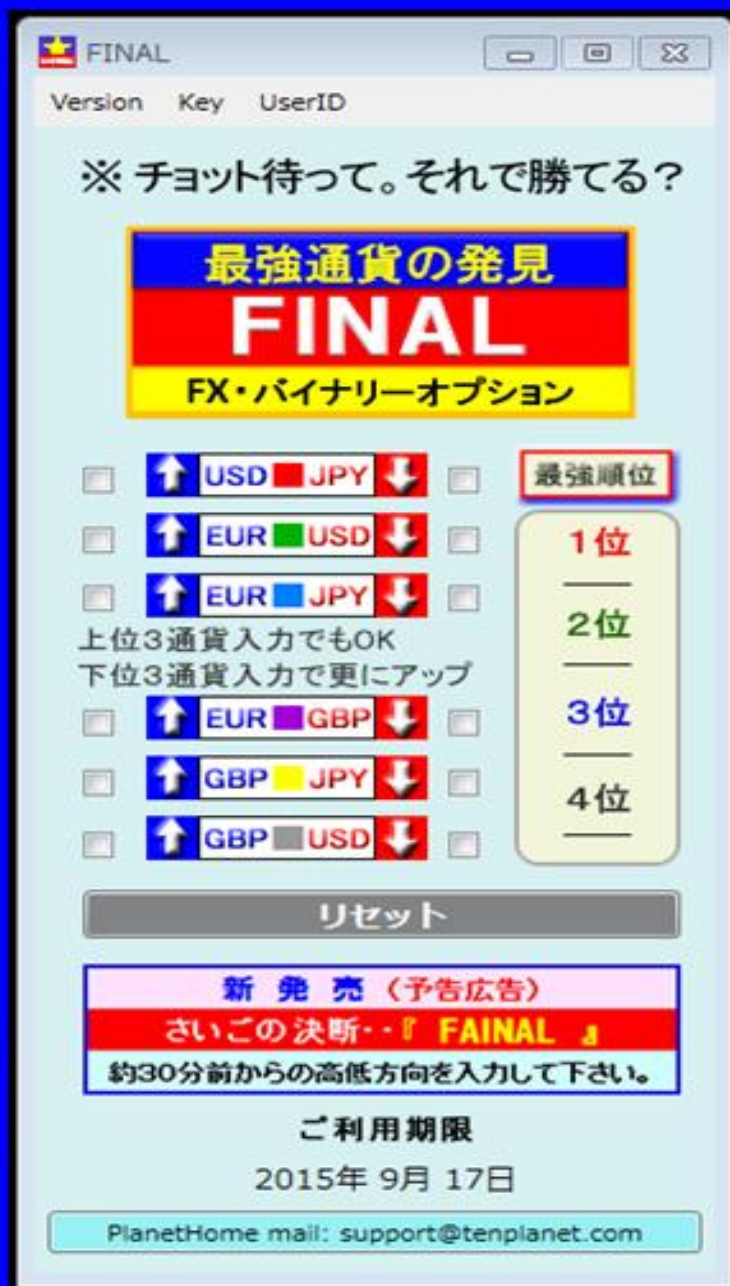 FINAL
Version Key UserID
※ チョット待って。それで勝てる？
最強通貨の発見
FINAL
FX・バイナリーオプション
USD JPY
最強順位
EUR USD
1位
EUR JPY
2位
上位3通貨入力でもOK
下位3通貨入力で更にアップ
EUR GBP
3位
GBP JPY
4位
GBP USD
リセット
新 発 売 （予告広告）
さいごの決断‥『 FAINAL 』
約30分前からの高低方向を入力して下さい。
ご利用期限
2015年 9月 17日
PlanetHome mail: support@tenplanet.com